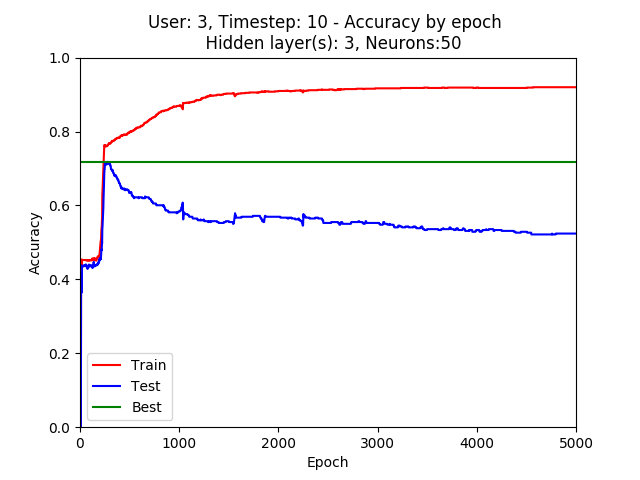 User: 3, Timestep: 10 - Accuracy by epoch
Hidden layer(s): 3, Neurons:50
1.0
0.8
0.6
0.4
0.2
0.0
Accuracy
Train
Test
Best
0 1000 2000 3000 4000 5000
Epoch